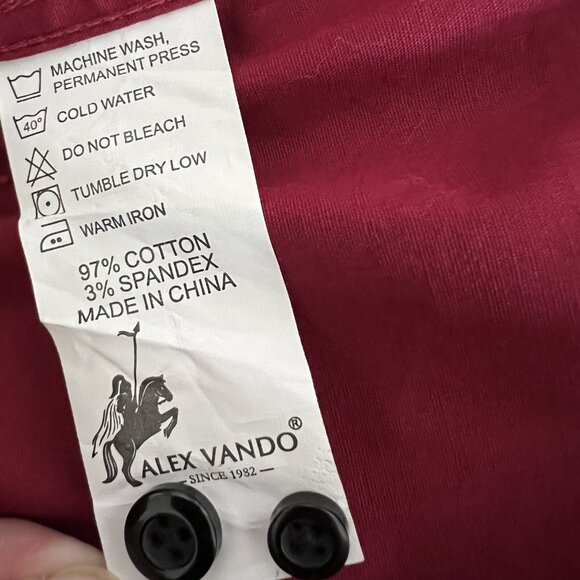 MACHINE WASH,
PERMANENT PRESS
40° COLD WATER
DO NOT BLEACH
TUMBLE DRY LOW
WARM IRON
97% COTTON
3% SPANDEX
MADE IN CHINA
ALEX VANDO®
SINCE 1982